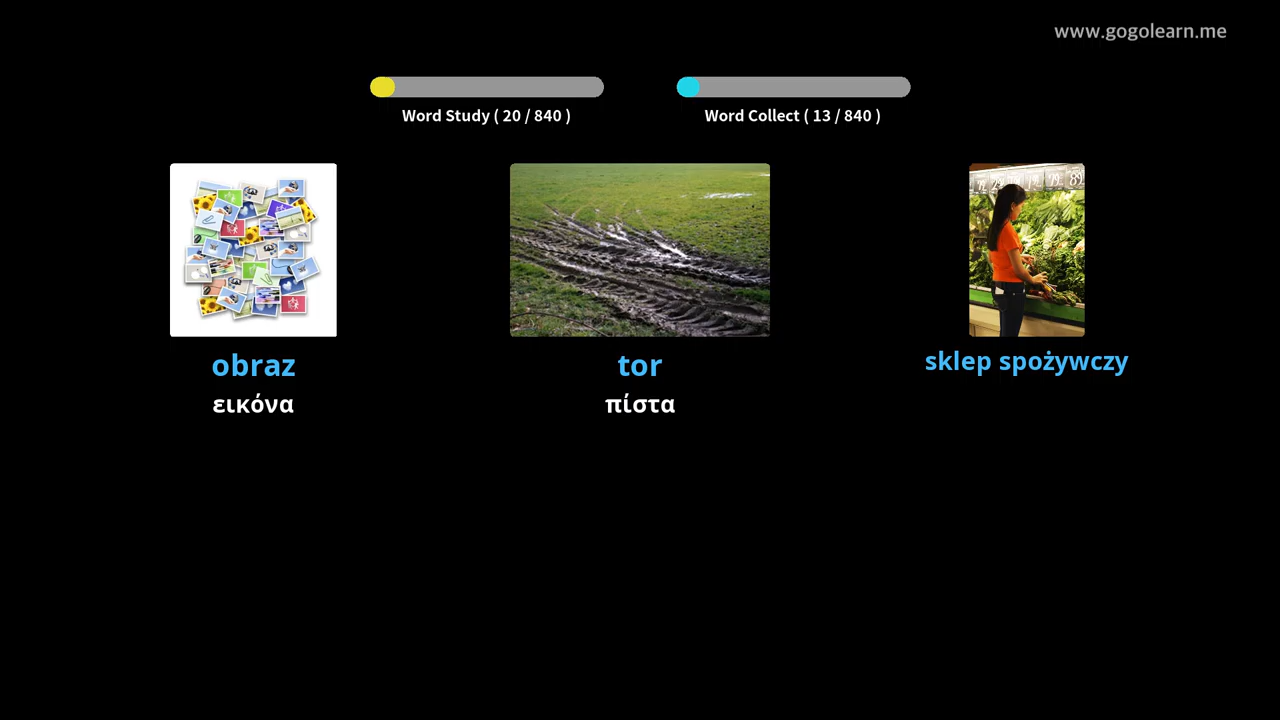 www.gogolearn.me
Word Study ( 20 / 840 )
Word Collect ( 13 / 840 )
obraz
εικόνα
tor
πίστα
sklep spożywczy